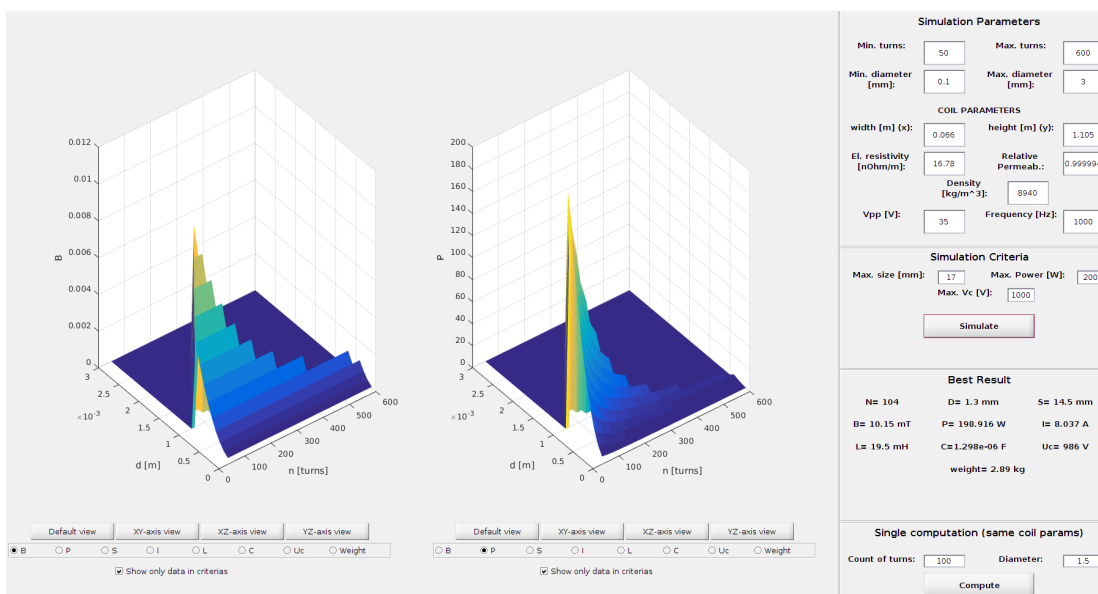 Simulation Parameters
Min. turns: 50 Max. turns: 600
Min. diameter [mm]: 0.1 Max. diameter [mm]: 3
COIL PARAMETERS
width [m] (x): 0.066 height [m] (y): 1.105
El. resistivity [nOhm/m]: 16.78 Relative Permeab.: 0.999994
Density [kg/m^3]: 8940
Vpp [V]: 35 Frequency [Hz]: 1000
Simulation Criteria
Max. size [mm]: 17 Max. Power [W]: 200
Max. Vc [V]: 1000
Simulate
Best Result
N= 104 D= 1.3 mm S= 14.5 mm
B= 10.15 mT P= 198.916 W I= 8.037 A
L= 19.5 mH C=1.298e-06 F Uc= 986 V
weight= 2.89 kg
Single computation (same coil params)
Count of turns: 100 Diameter: 1.5
Compute
0.012
0.01
0.008
0.006
0.004
0.002
0
B
3
2.5
2
1.5
1
0.5
0
×10-3
d [m]
0
100
200
300
400
500
600
n [turns]
200
180
160
140
120
100
80
60
40
20
0
P
3
2.5
2
1.5
1
0.5
0
×10-3
d [m]
0
100
200
300
400
500
600
n [turns]
Default view XY-axis view XZ-axis view YZ-axis view
B P S I L C Uc Weight
Show only data in criterias
Default view XY-axis view XZ-axis view YZ-axis view
B P S I L C Uc Weight
Show only data in criterias